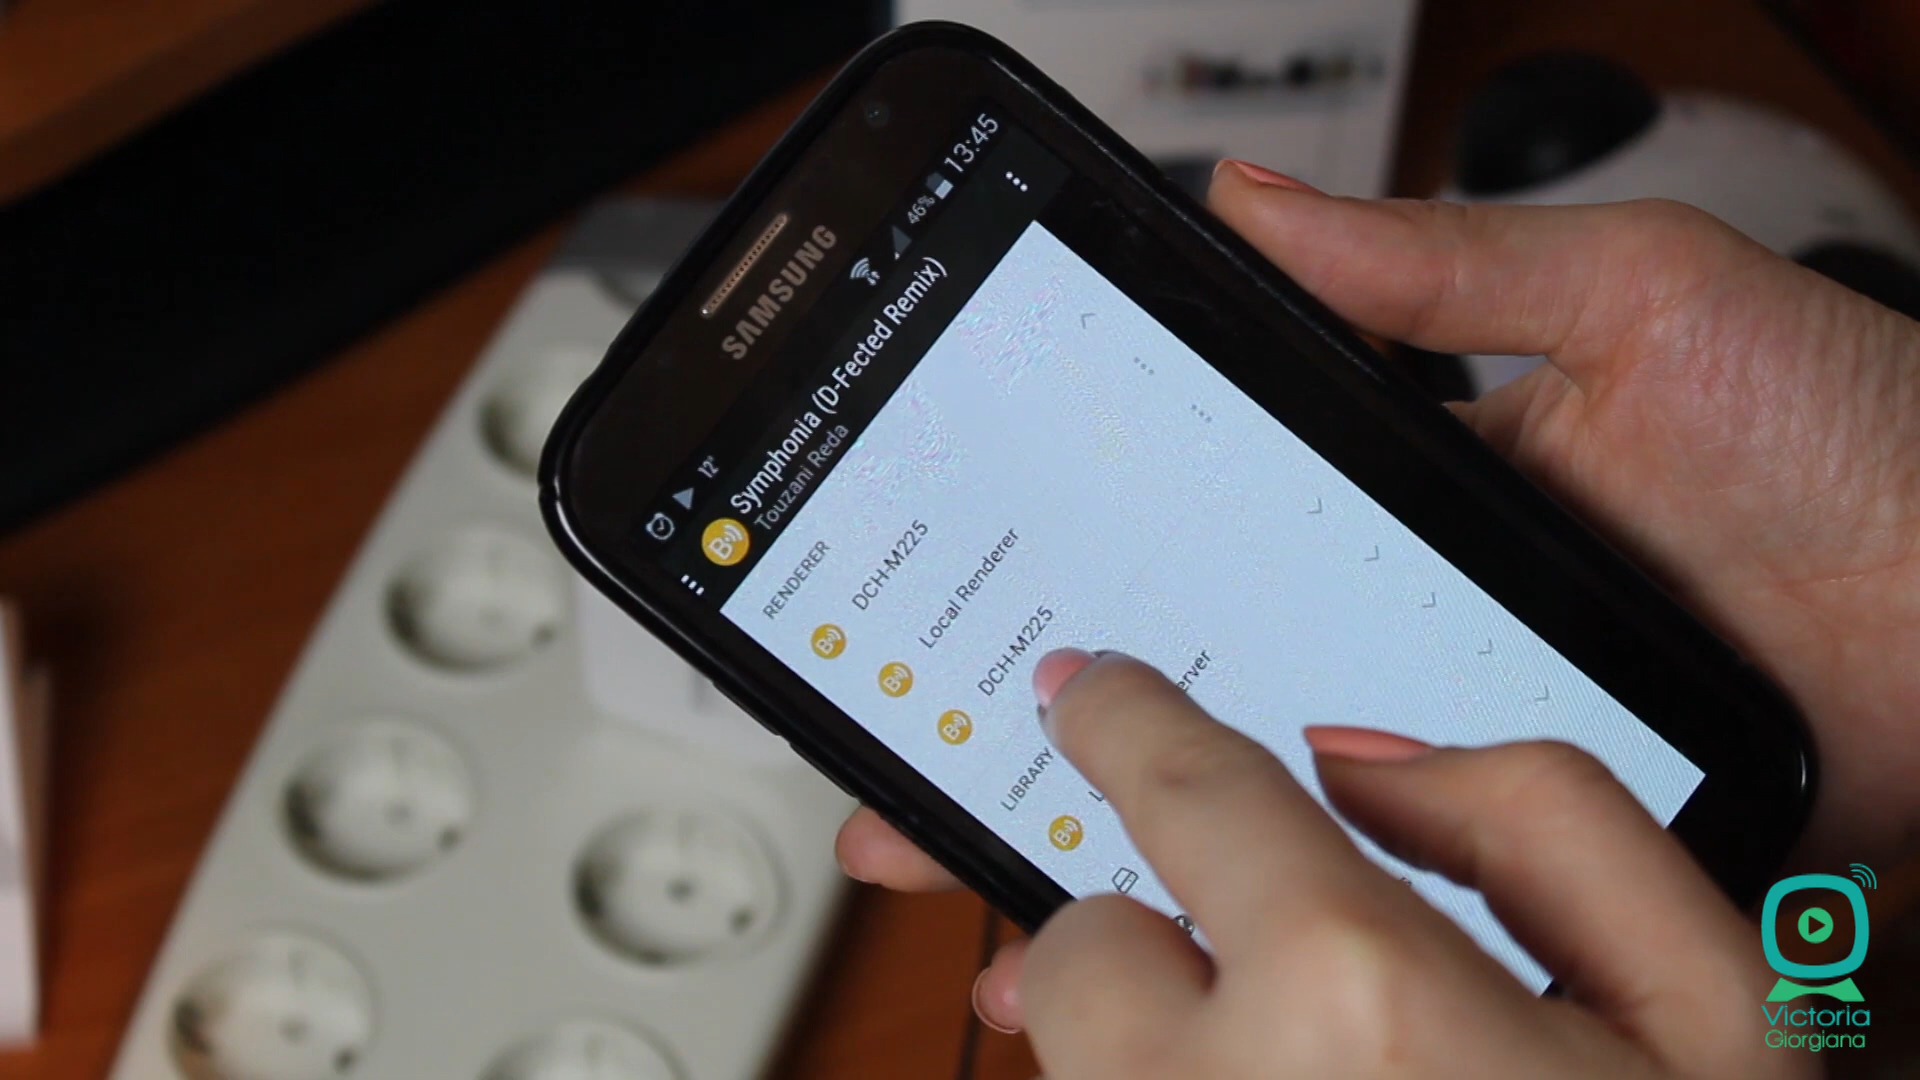 SAMSUNG
12°
46%
13:45
Symphonia (D-Fected Remix)
Touzani Reda
RENDERER
DCH-M225
Local Renderer
DCH-M225
LIBRARY
Victoria
Giorgiana